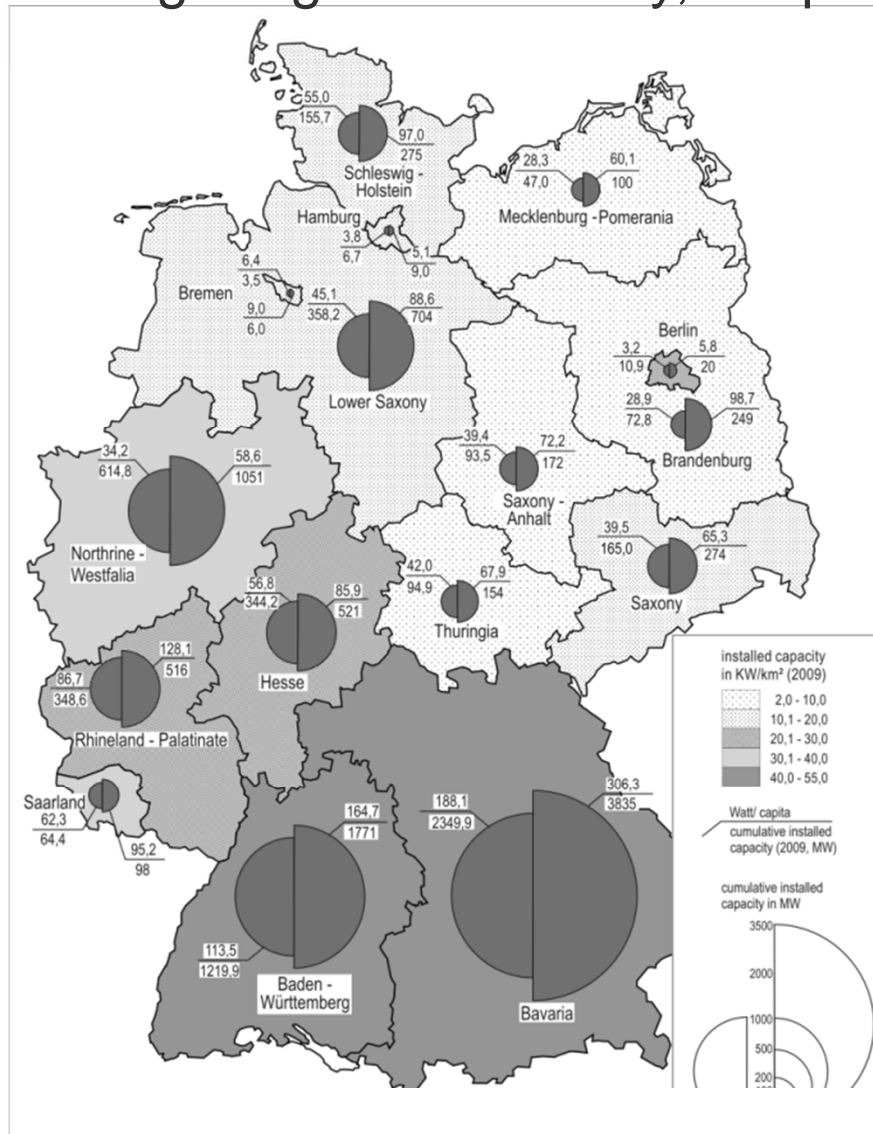 55,0
155,7
97,0
275
Schleswig -
Holstein
28,3
47,0
60,1
100
Mecklenburg -Pomerania
Hamburg
3,8
6,7
5,1
9,0
Bremen
6,4
3,5
9,0
6,0
45,1
358,2
88,6
704
Lower Saxony
Berlin
3,2
10,9
5,8
20
28,9
72,8
98,7
249
Brandenburg
39,4
93,5
72,2
172
Saxony -
Anhalt
34,2
614,8
58,6
1051
Northrine -
Westfalia
39,5
165,0
65,3
274
Saxony
42,0
94,9
67,9
154
Thuringia
56,8
344,2
85,9
521
Hesse
86,7
348,6
128,1
516
Rhineland - Palatinate
Saarland
62,3
64,4
95,2
98
113,5
1219,9
164,7
1771
Baden -
Württemberg
188,1
2349,9
306,3
3835
Bavaria
installed capacity
in KW/km² (2009)
2,0 - 10,0
10,1 - 20,0
20,1 - 30,0
30,1 - 40,0
40,0 - 55,0
Watt/ capita
cumulative installed
capacity (2009, MW)
cumulative installed
capacity in MW
3500
2000
1000
500
200